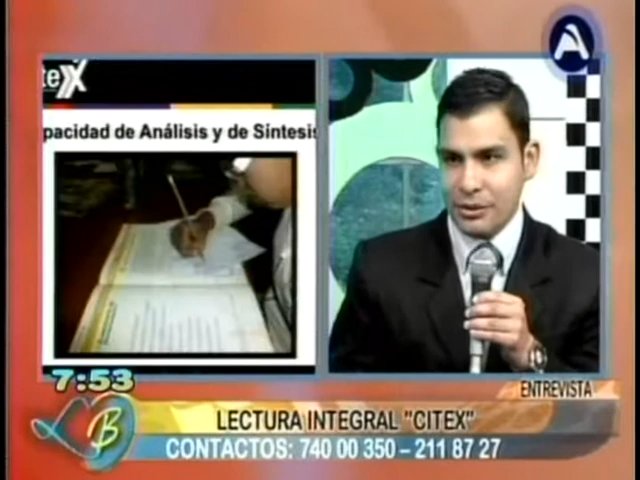 A
teX
pacidad de Análisis y de Síntesis
7:53
ENTREVISTA
B
LECTURA INTEGRAL "CITEX"
CONTACTOS: 740 00 350 – 211 87 27